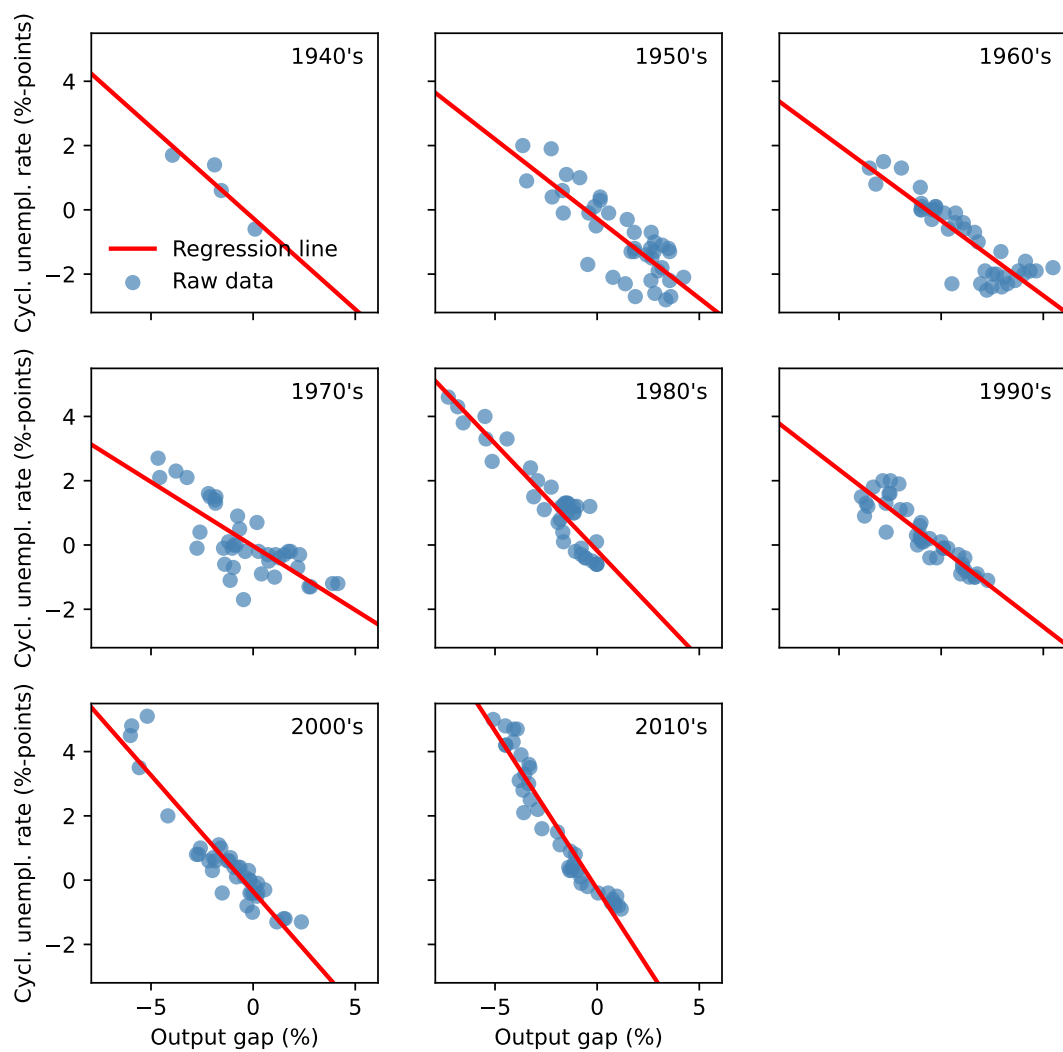 1940's
1950's
1960's
Cycl. unempl. rate (%-points)
4
2
0
−2
Regression line
Raw data
1970's
1980's
1990's
Cycl. unempl. rate (%-points)
4
2
0
−2
2000's
2010's
Cycl. unempl. rate (%-points)
4
2
0
−2
−5 0 5
−5 0 5
Output gap (%)
Output gap (%)